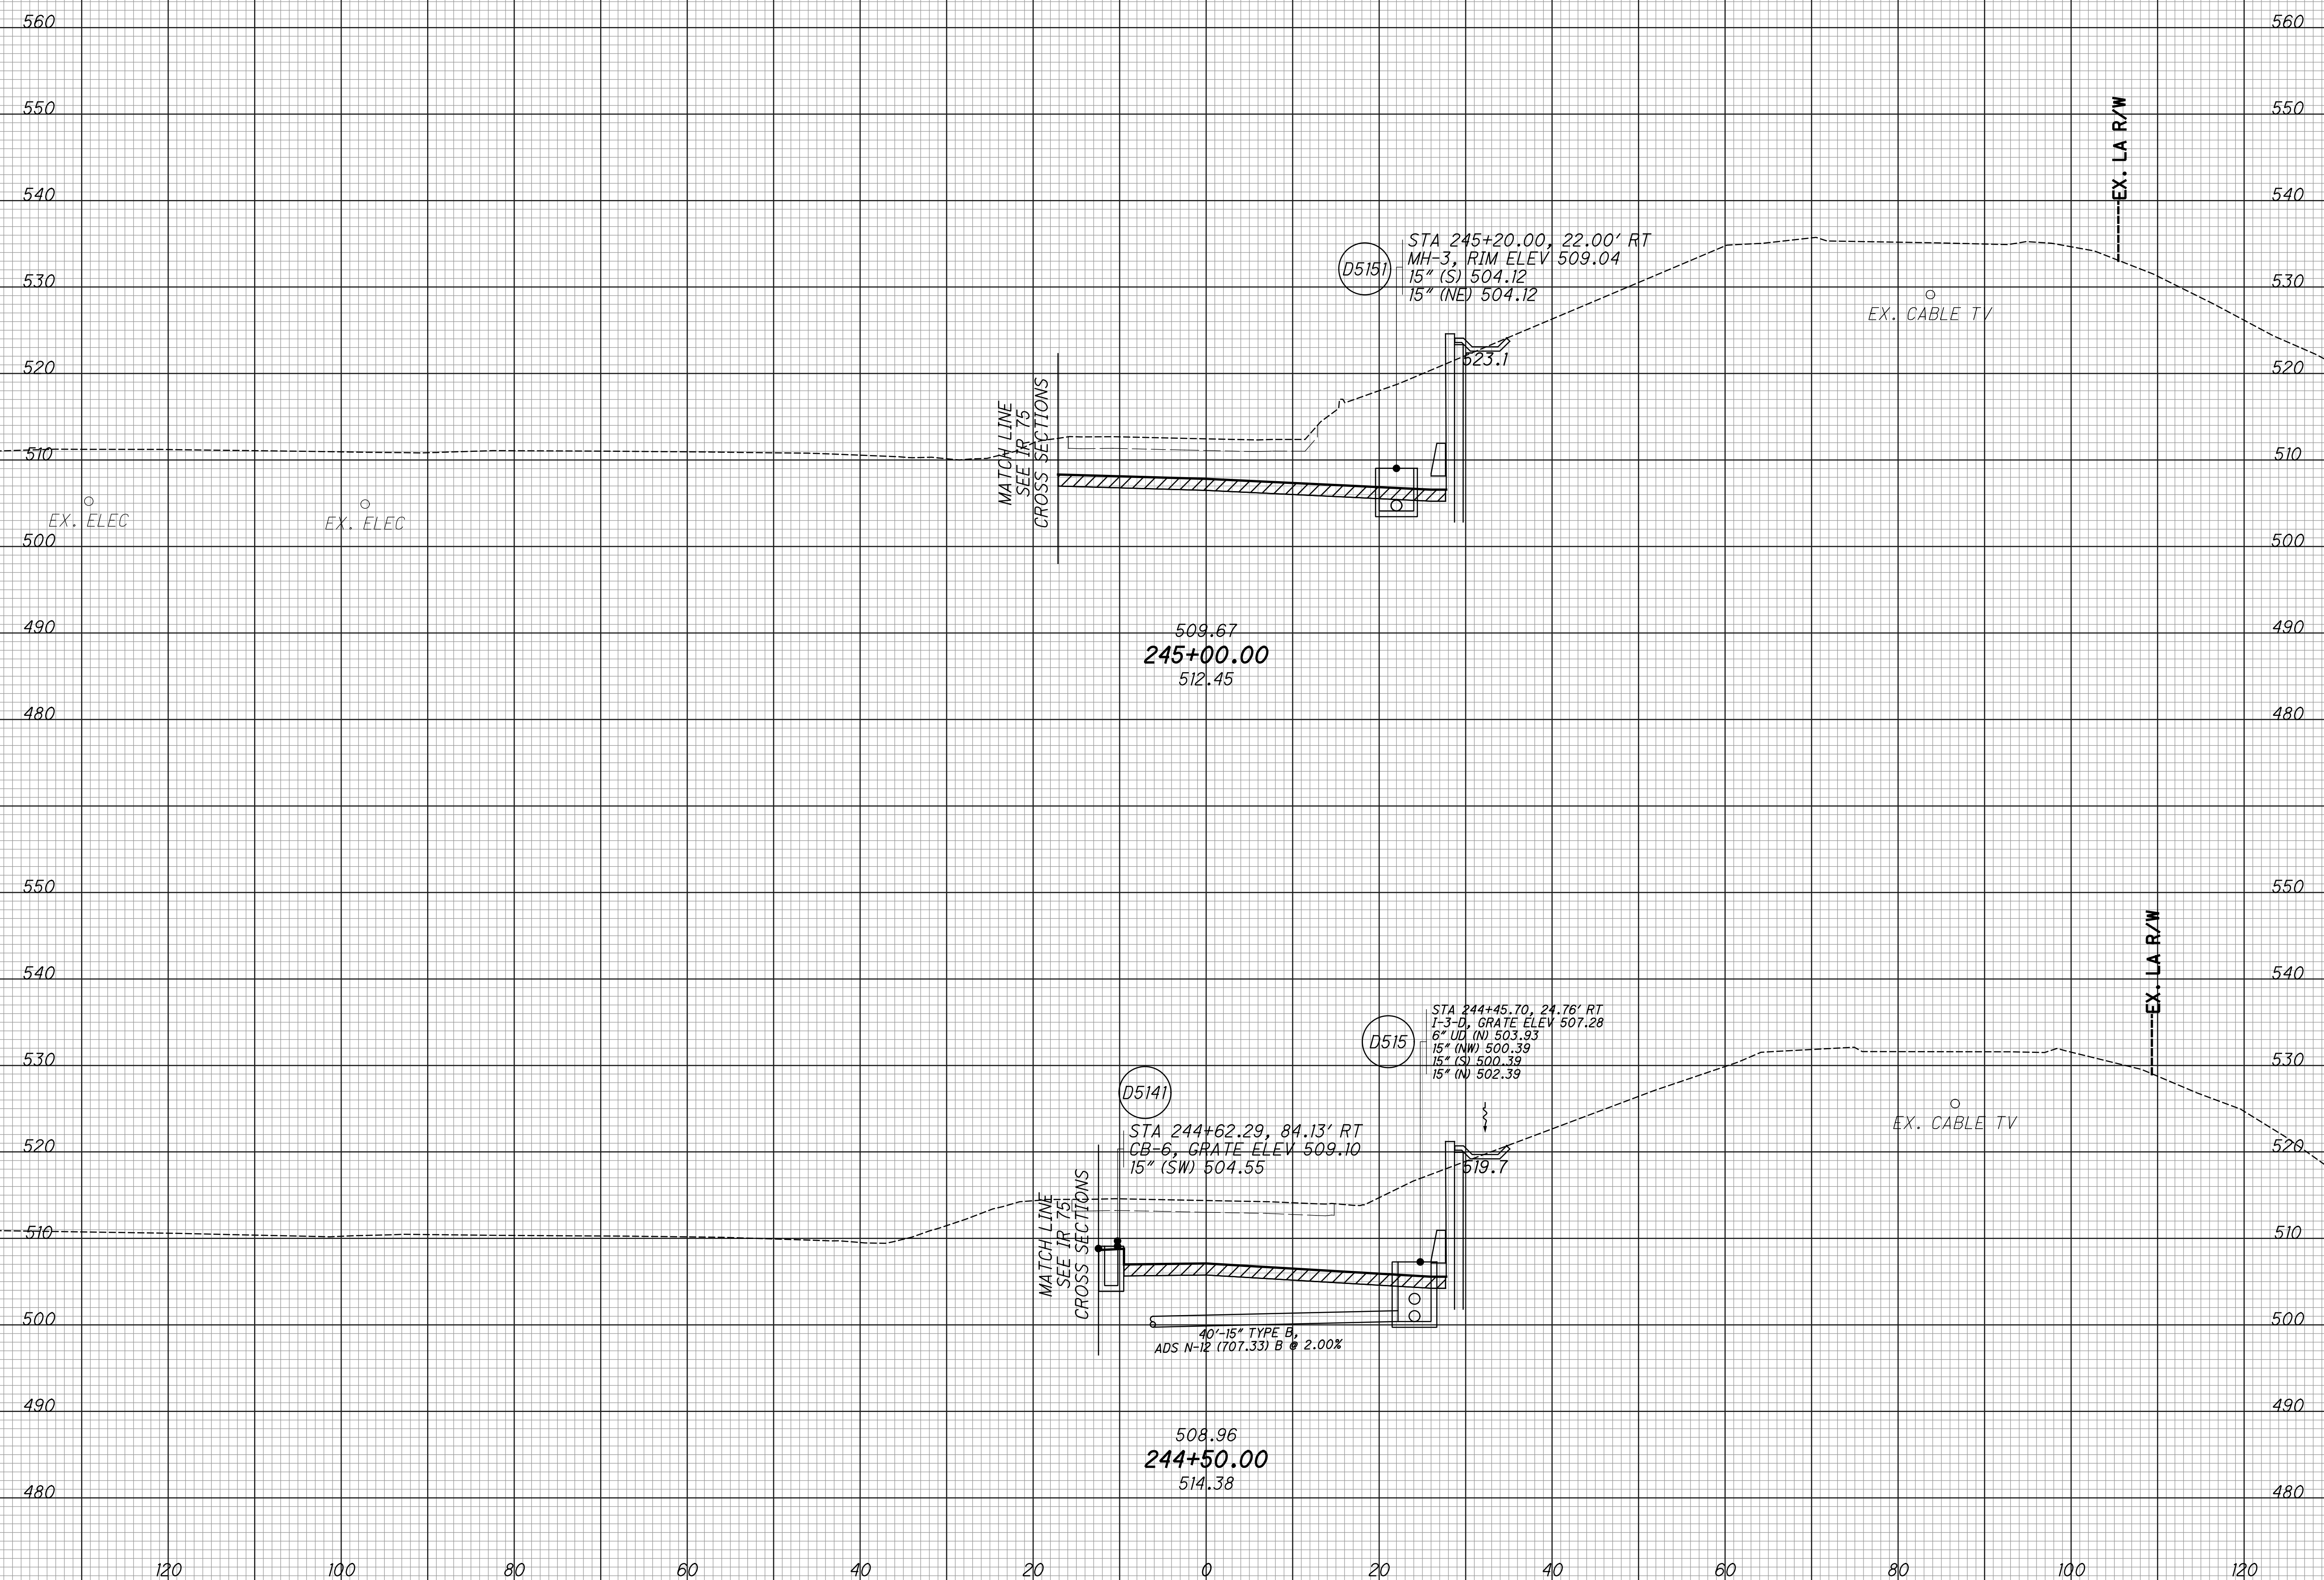 560 560
550 550
EX. LA R/W
540 540
D5151
STA 245+20.00, 22.00' RT
MH-3, RIM ELEV 509.04
15" (S) 504.12
15" (NE) 504.12
530 530
EX. CABLE TV
520 520
523.1
MATCH LINE
SEE IR 75
CROSS SECTIONS
510 510
EX. ELEC
EX. ELEC
500 500
490 490
509.67
245+00.00
512.45
480 480
550 550
EX. LA R/W
540 540
D515
STA 244+45.70, 24.76' RT
I-3-D, GRATE ELEV 507.28
6" UD (N) 503.93
15" (NW) 500.39
15" (S) 500.39
15" (N) 502.39
530 530
D5141
STA 244+62.29, 84.13' RT
CB-6, GRATE ELEV 509.10
15" (SW) 504.55
EX. CABLE TV
520 520
519.7
MATCH LINE
SEE IR 75
CROSS SECTIONS
510 510
500 500
40'-15" TYPE B,
ADS N-12 (707.33) B @ 2.00%
490 490
508.96
244+50.00
514.38
480 480
120 100 80 60 40 20 0 20 40 60 80 100 120